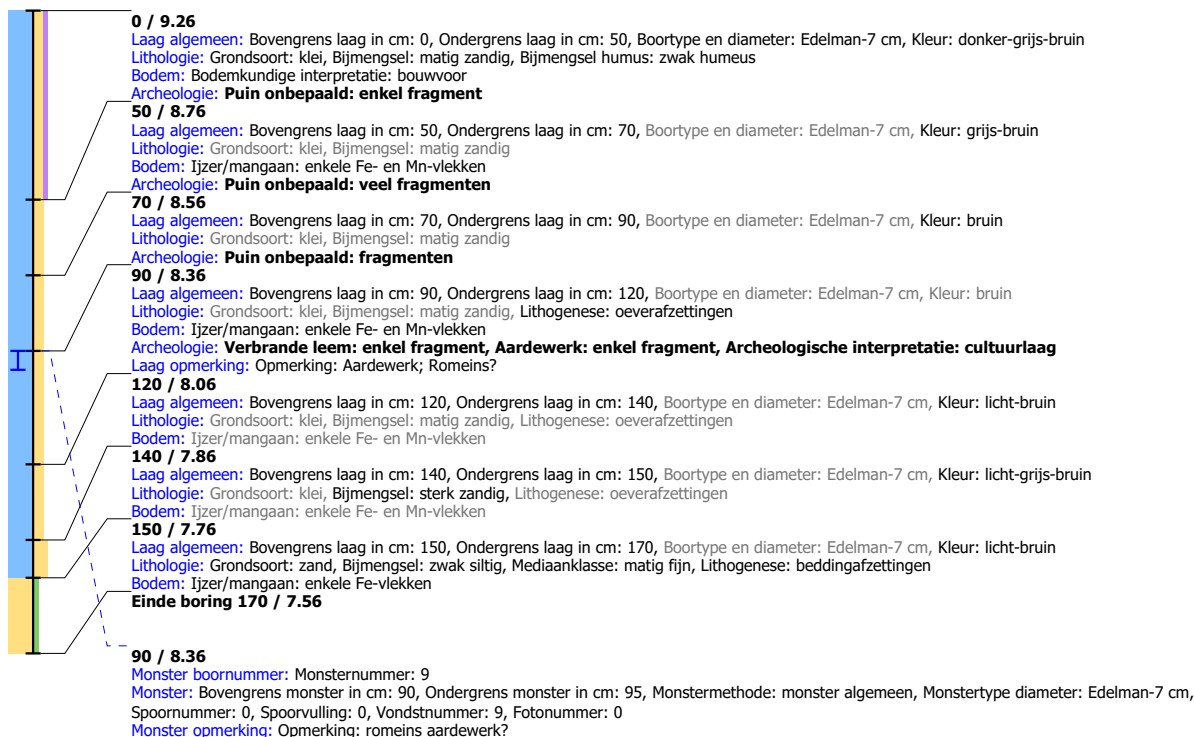 0 / 9.26
Laag algemeen: Bovengrens laag in cm: 0, Ondergrens laag in cm: 50, Boortype en diameter: Edelman-7 cm, Kleur: donker-grijs-bruin
Lithologie: Grondsoort: klei, Bijmengsel: matig zandig, Bijmengsel humus: zwak humeus
Bodem: Bodemkundige interpretatie: bouwvoor
Archeologie: Puin onbepaald: enkel fragment
50 / 8.76
Laag algemeen: Bovengrens laag in cm: 50, Ondergrens laag in cm: 70, Boortype en diameter: Edelman-7 cm, Kleur: grijs-bruin
Lithologie: Grondsoort: klei, Bijmengsel: matig zandig
Bodem: Ijzer/mangaan: enkele Fe- en Mn-vlekken
Archeologie: Puin onbepaald: veel fragmenten
70 / 8.56
Laag algemeen: Bovengrens laag in cm: 70, Ondergrens laag in cm: 90, Boortype en diameter: Edelman-7 cm, Kleur: bruin
Lithologie: Grondsoort: klei, Bijmengsel: matig zandig
Archeologie: Puin onbepaald: fragmenten
90 / 8.36
Laag algemeen: Bovengrens laag in cm: 90, Ondergrens laag in cm: 120, Boortype en diameter: Edelman-7 cm, Kleur: bruin
Lithologie: Grondsoort: klei, Bijmengsel: matig zandig, Lithogenese: oeverafzettingen
Bodem: Ijzer/mangaan: enkele Fe- en Mn-vlekken
Archeologie: Verbrande leem: enkel fragment, Aardewerk: enkel fragment, Archeologische interpretatie: cultuurlaag
Laag opmerking: Opmerking: Aardewerk; Romeins?
120 / 8.06
Laag algemeen: Bovengrens laag in cm: 120, Ondergrens laag in cm: 140, Boortype en diameter: Edelman-7 cm, Kleur: licht-bruin
Lithologie: Grondsoort: klei, Bijmengsel: matig zandig, Lithogenese: oeverafzettingen
Bodem: Ijzer/mangaan: enkele Fe- en Mn-vlekken
140 / 7.86
Laag algemeen: Bovengrens laag in cm: 140, Ondergrens laag in cm: 150, Boortype en diameter: Edelman-7 cm, Kleur: licht-grijs-bruin
Lithologie: Grondsoort: klei, Bijmengsel: sterk zandig, Lithogenese: oeverafzettingen
Bodem: Ijzer/mangaan: enkele Fe- en Mn-vlekken
150 / 7.76
Laag algemeen: Bovengrens laag in cm: 150, Ondergrens laag in cm: 170, Boortype en diameter: Edelman-7 cm, Kleur: licht-bruin
Lithologie: Grondsoort: zand, Bijmengsel: zwak siltig, Mediaanklasse: matig fijn, Lithogenese: beddingafzettingen
Bodem: Ijzer/mangaan: enkele Fe-vlekken
Einde boring 170 / 7.56
90 / 8.36
Monster boornummer: Monsternummer: 9
Monster: Bovengrens monster in cm: 90, Ondergrens monster in cm: 95, Monstermethode: monster algemeen, Monstertype diameter: Edelman-7 cm,
Spoornummer: 0, Spoorvulling: 0, Vondstnummer: 9, Fotonummer: 0
Monster opmerking: Opmerking: romeins aardewerk?